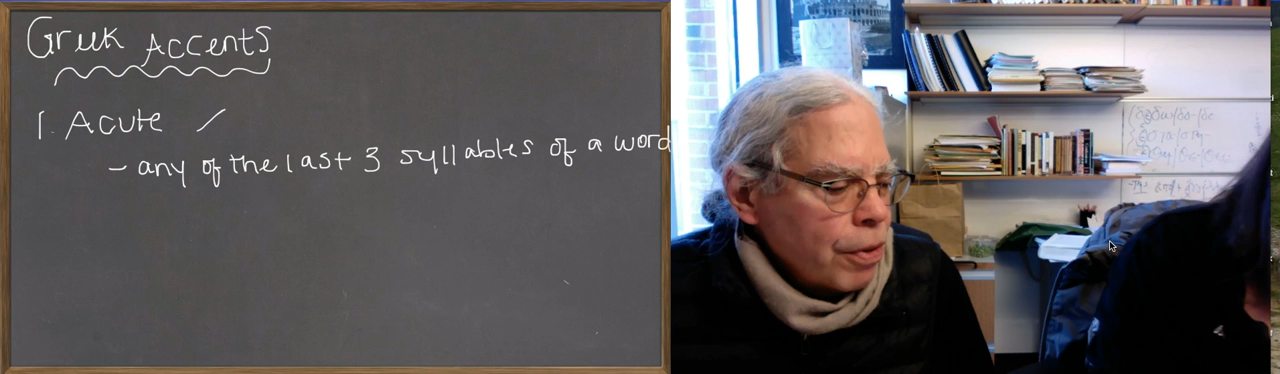 Greek Accents
1. Acute /
- any of the last 3 syllables of a word